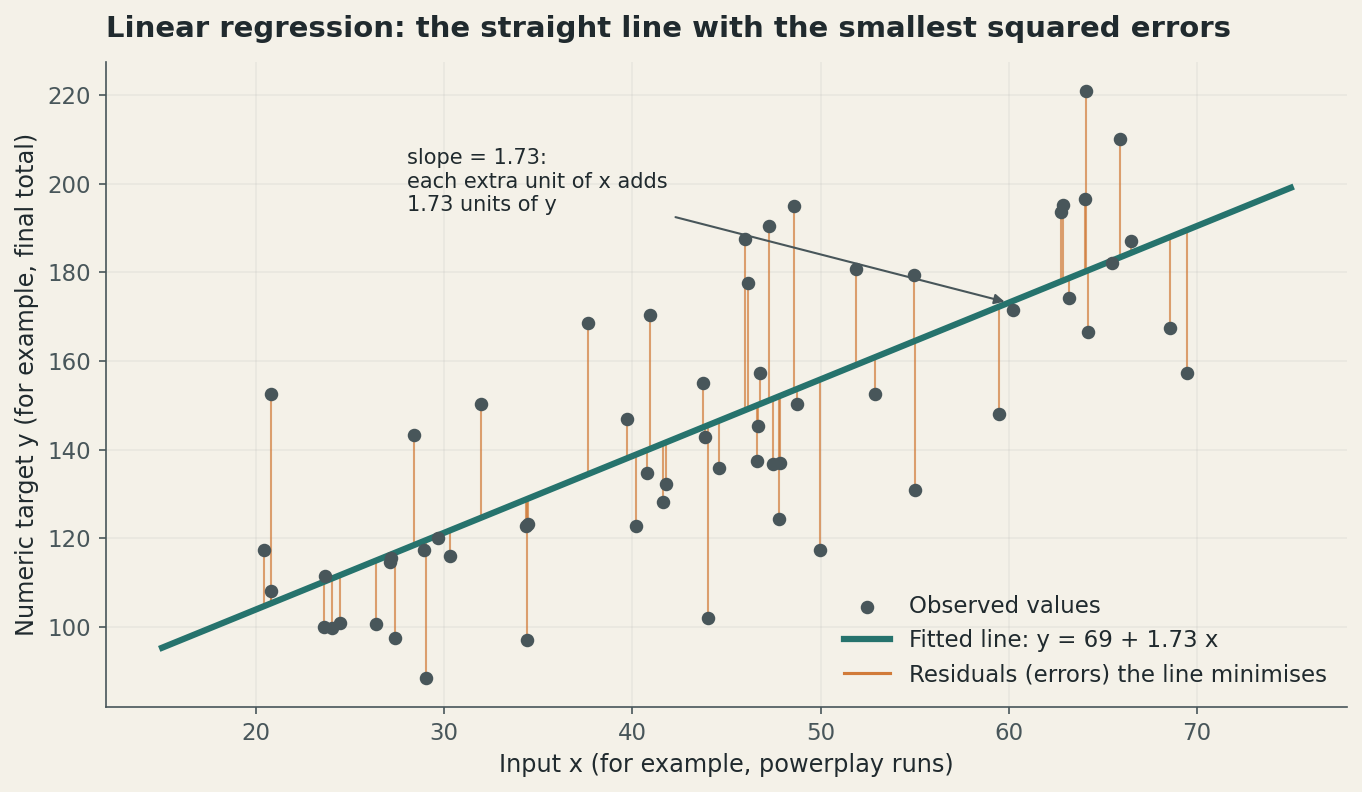 Linear regression: the straight line with the smallest squared errors
Numeric target y (for example, final total)
220
200
180
160
140
120
100
slope = 1.73:
each extra unit of x adds
1.73 units of y
Observed values
Fitted line: y = 69 + 1.73 x
Residuals (errors) the line minimises
20 30 40 50 60 70
Input x (for example, powerplay runs)